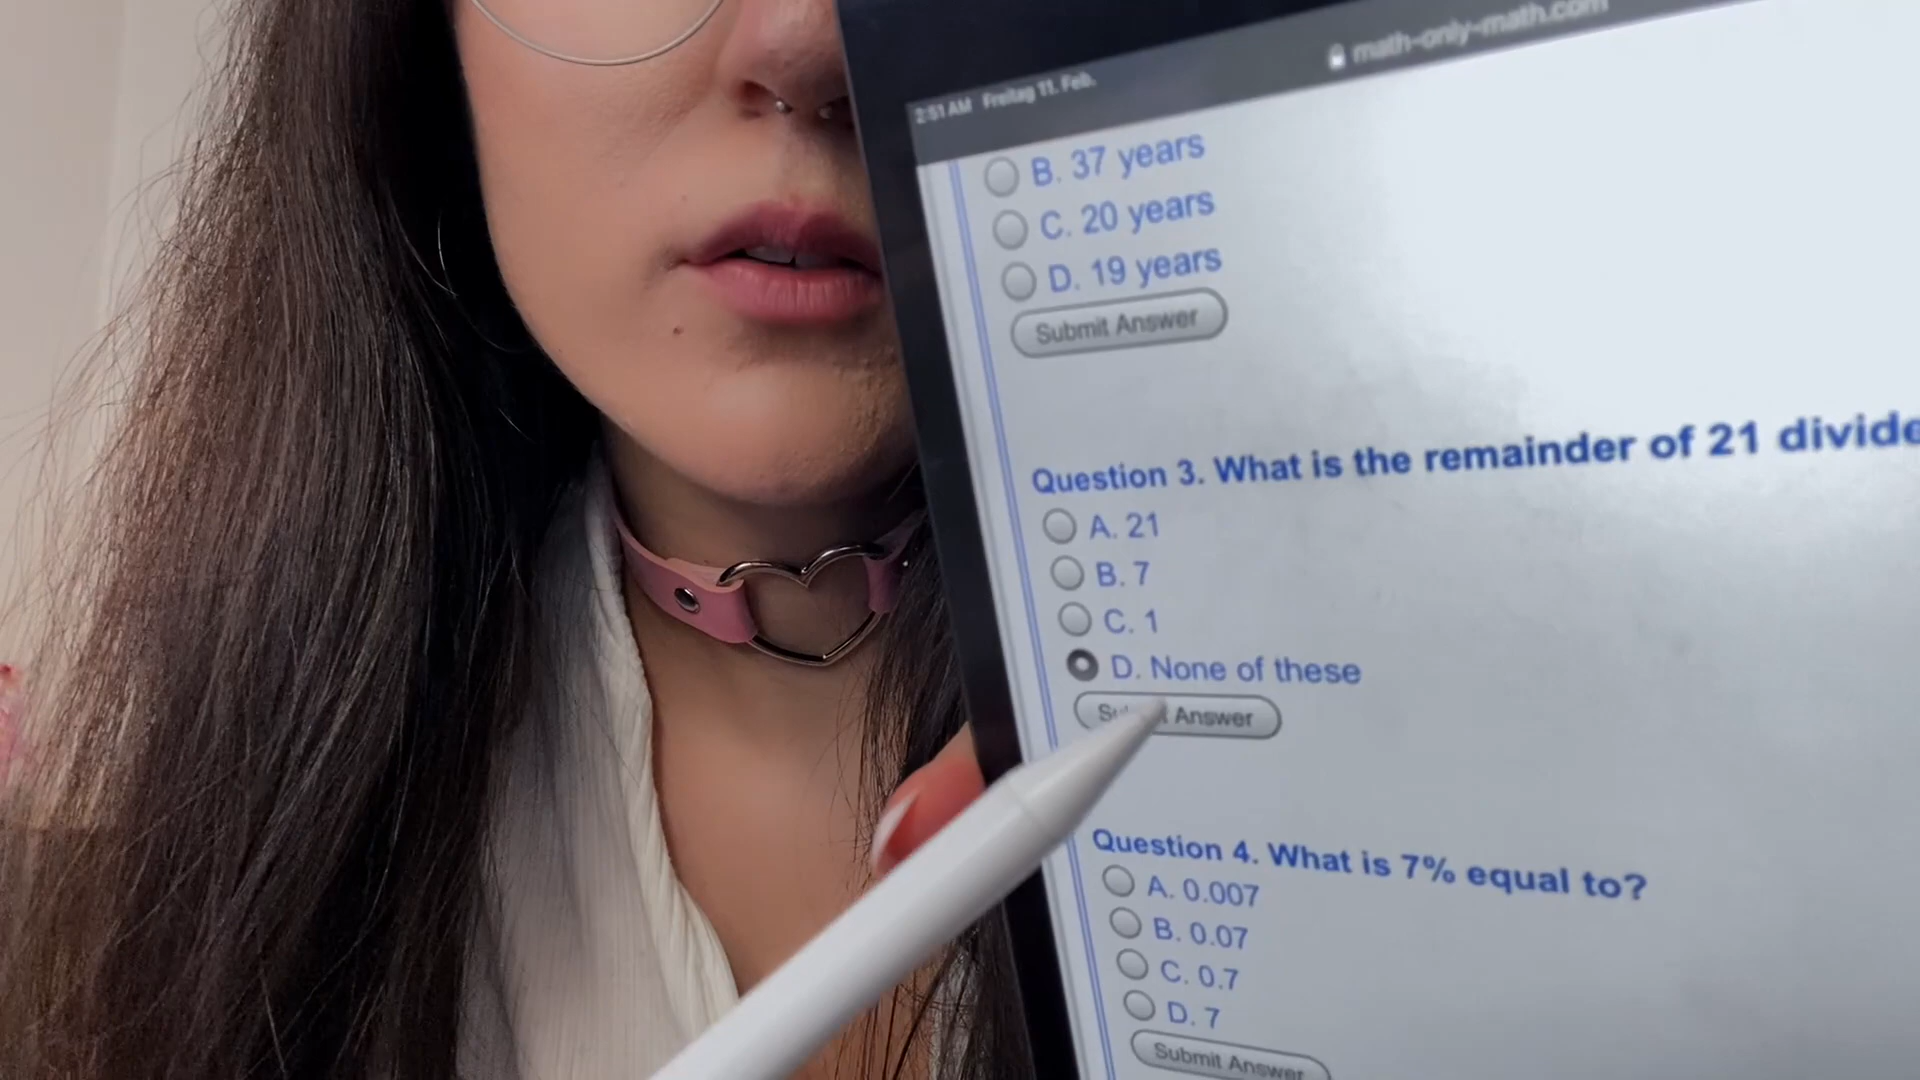 2:51 AM Freitag 11. Feb.
math-only-math.com
B. 37 years
C. 20 years
D. 19 years
Submit Answer
Question 3. What is the remainder of 21 divide
A. 21
B. 7
C. 1
D. None of these
Answer
Question 4. What is 7% equal to?
A. 0.007
B. 0.07
C. 0.7
D. 7
Submit Answer